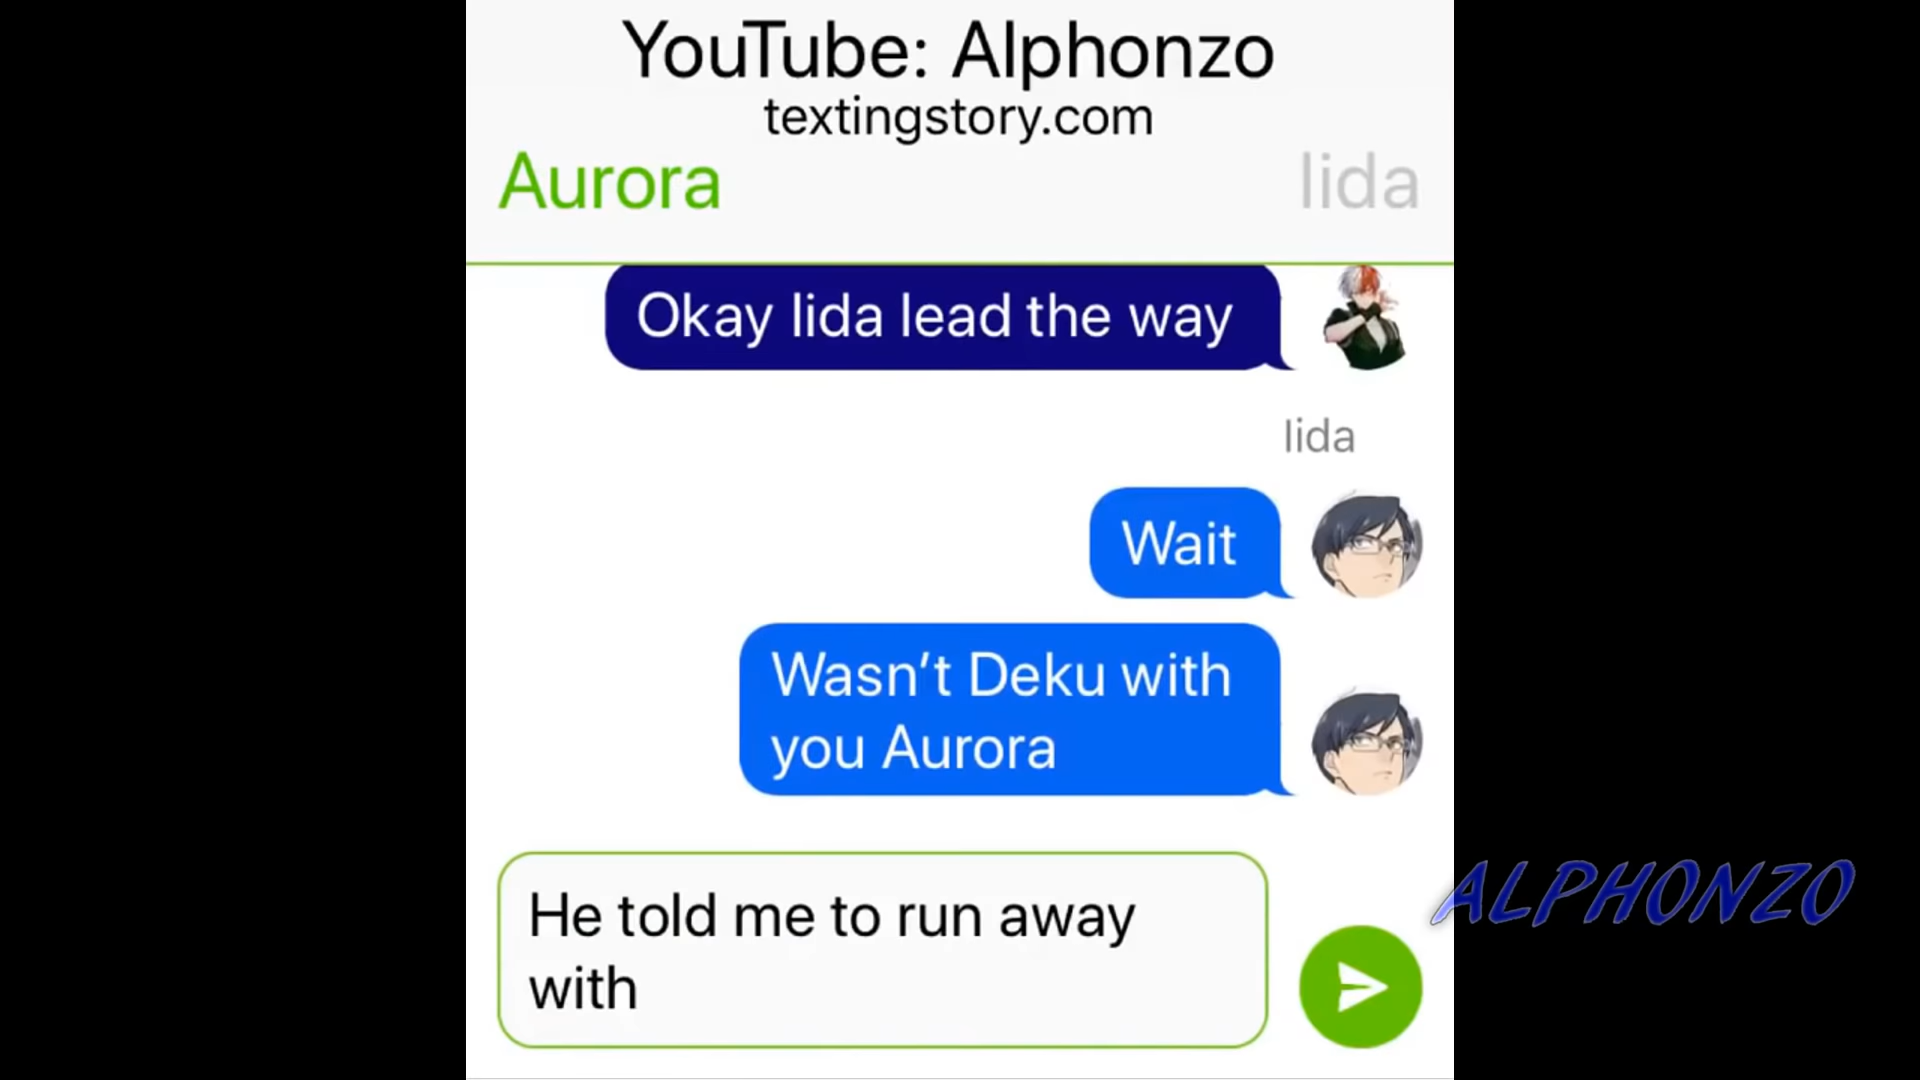 YouTube: Alphonzo
textingstory.com
Aurora
Iida
Okay Iida lead the way
Iida
Wait
Wasn’t Deku with
you Aurora
He told me to run away
with
ALPHONZO